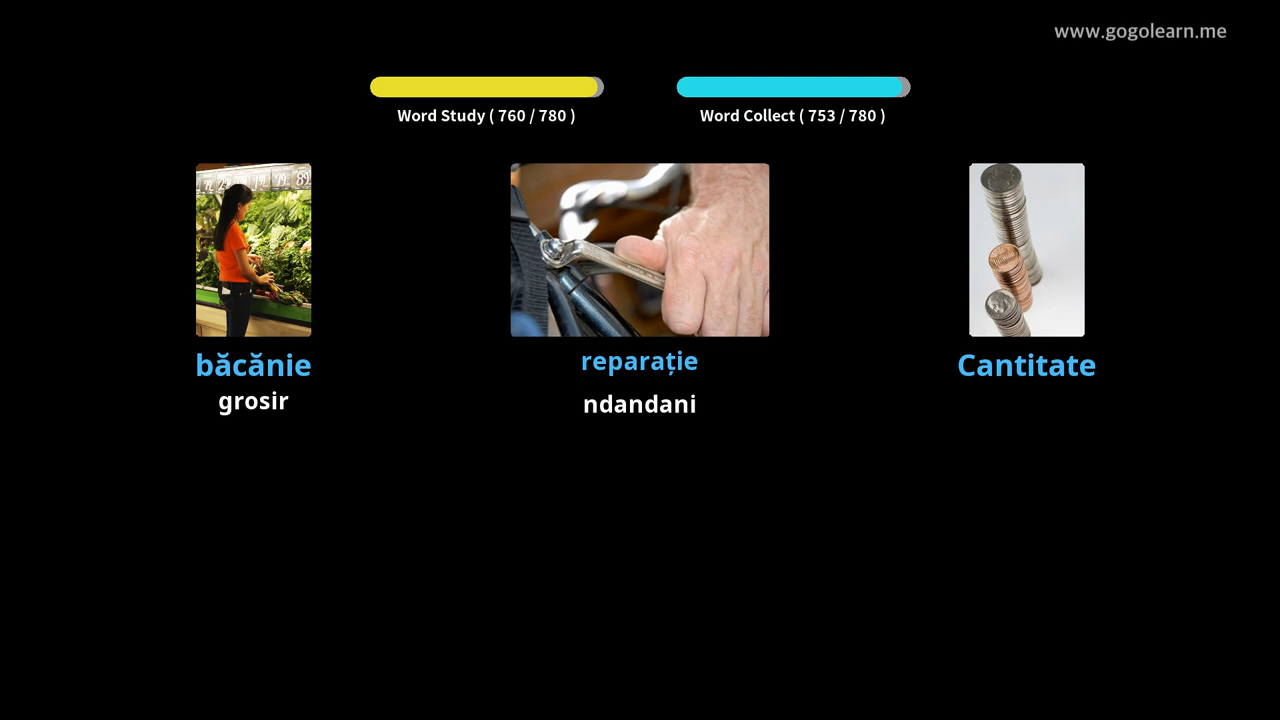 www.gogolearn.me
Word Study ( 760 / 780 )
Word Collect ( 753 / 780 )
băcănie
grosir
reparație
ndandani
Cantitate